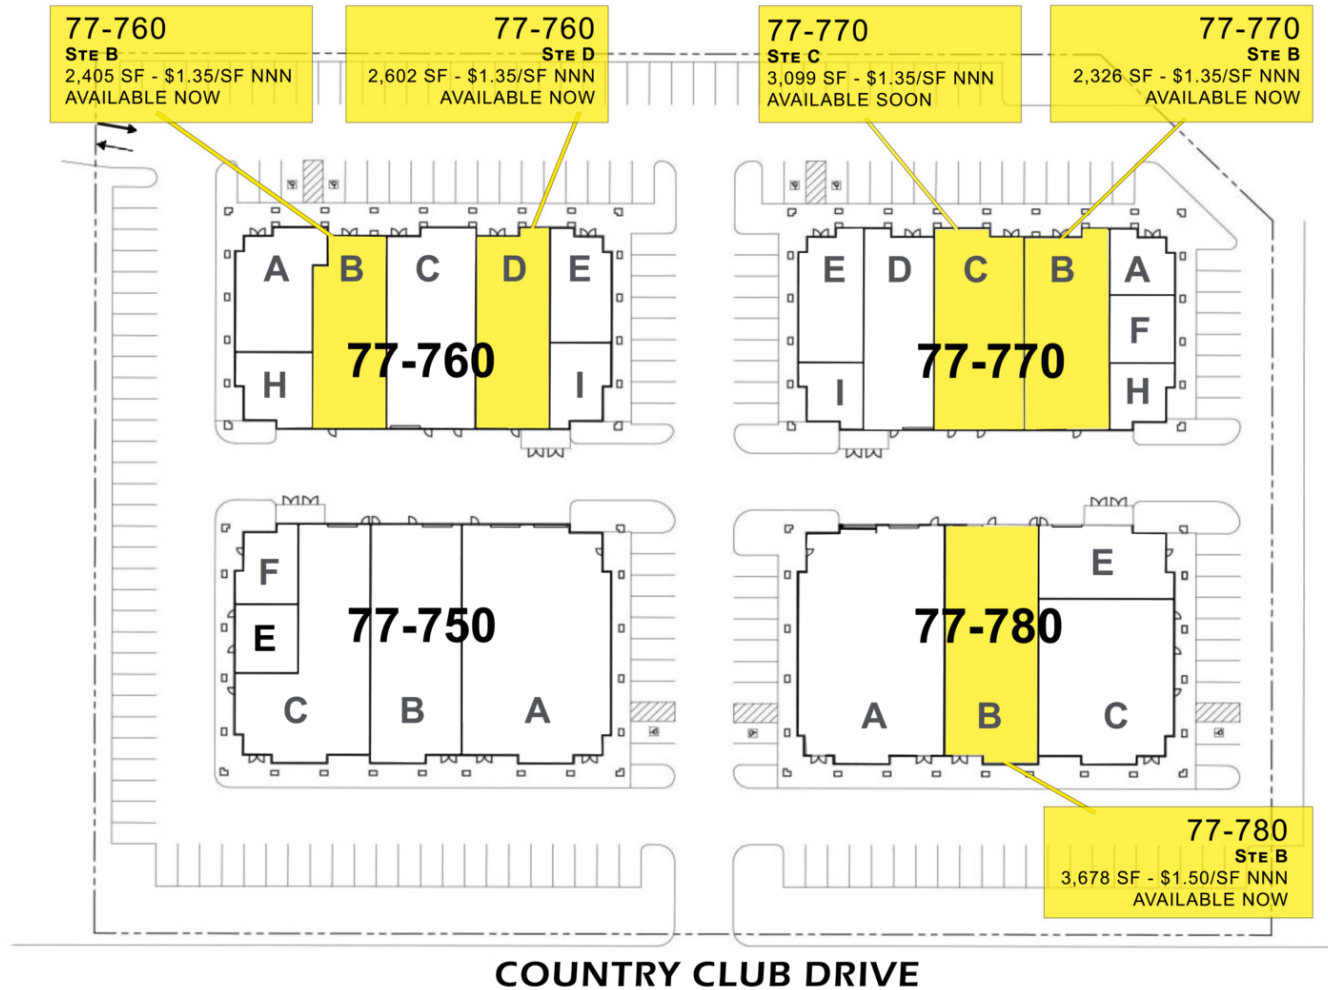 77-760
STE B
2,405 SF - $1.35/SF NNN
AVAILABLE NOW
77-760
STE D
2,602 SF - $1.35/SF NNN
AVAILABLE NOW
77-770
STE C
3,099 SF - $1.35/SF NNN
AVAILABLE SOON
77-770
STE B
2,326 SF - $1.35/SF NNN
AVAILABLE NOW
A B C D E
77-760
H I
E D C B A
F
77-770
I H
F
E
77-750
C B A
E
77-780
A B C
77-780
STE B
3,678 SF - $1.50/SF NNN
AVAILABLE NOW
COUNTRY CLUB DRIVE